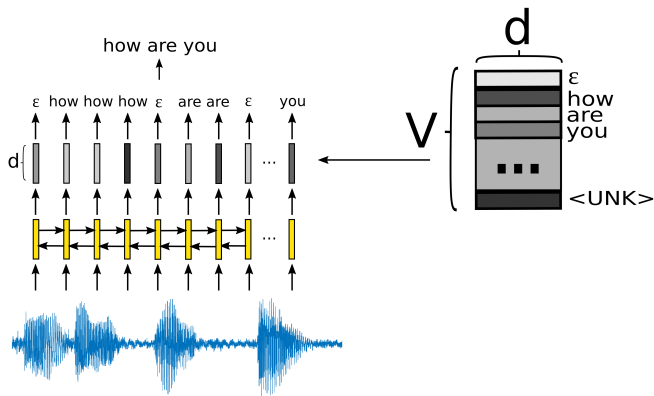 how are you
ε how how how ε are are ε you
d
...
...
d
V
ε
how
are
you
...
<UNK>